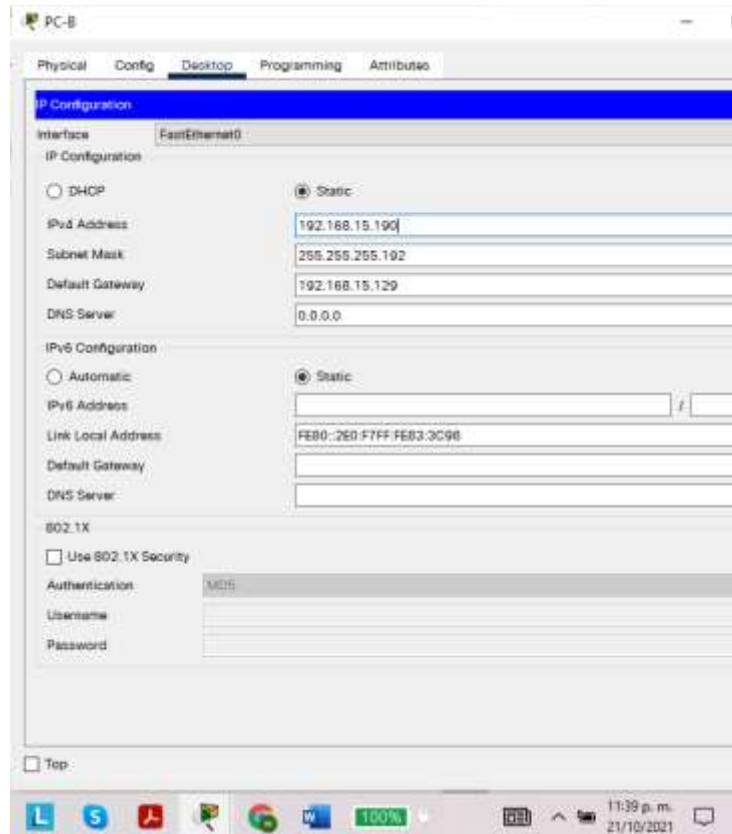 PC-B
Physical Config Desktop Programming Attributes
IP Configuration
Interface FastEthernet0
IP Configuration
DHCP Static
IPv4 Address 192.168.15.190
Subnet Mask 255.255.255.192
Default Gateway 192.168.15.129
DNS Server 0.0.0.0
IPv6 Configuration
Automatic Static
IPv6 Address /
Link Local Address FE80::2E0:F7FF:FE83:3C96
Default Gateway
DNS Server
802.1X
Use 802.1X Security
Authentication MD5
Username
Password
Top
L S W 100% 11:39 p. m.
21/10/2021